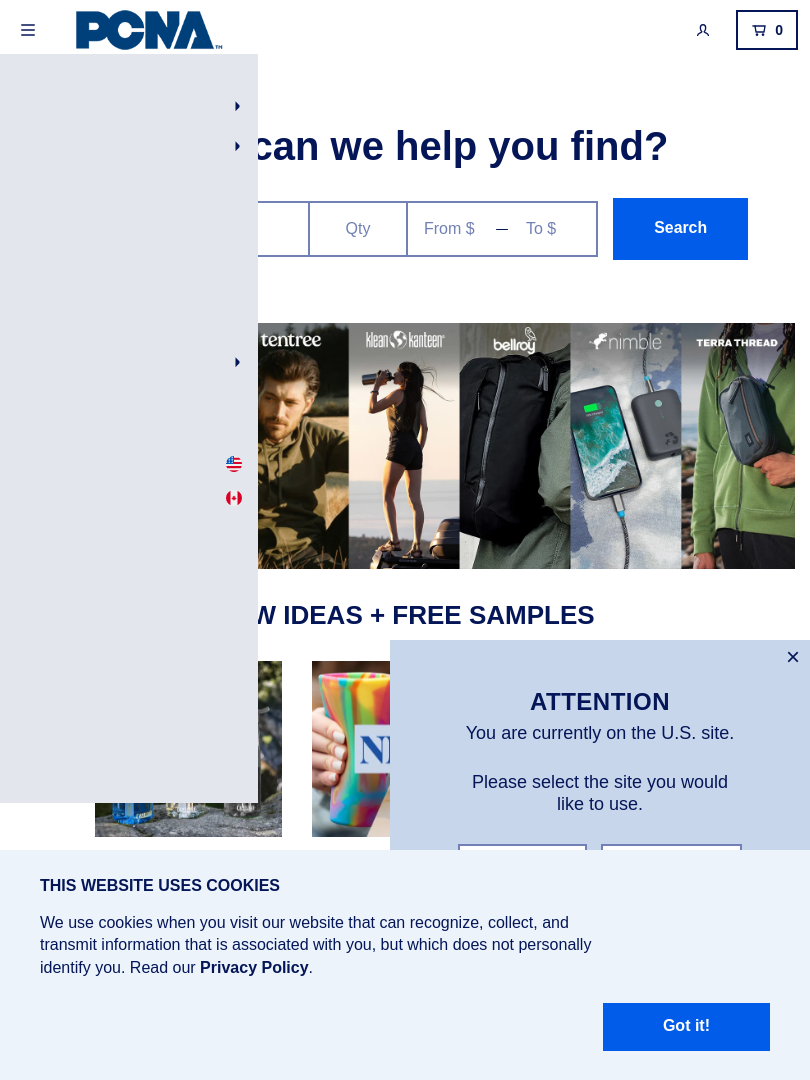 PCNA™
0
can we help you find?
Qty
From $ — To $
Search
tentree
klean kanteen®
bellroy
nimble
TERRA THREAD
IDEAS + FREE SAMPLES
×
ATTENTION
You are currently on the U.S. site.
Please select the site you would
like to use.
THIS WEBSITE USES COOKIES
We use cookies when you visit our website that can recognize, collect, and
transmit information that is associated with you, but which does not personally
identify you. Read our Privacy Policy.
Got it!